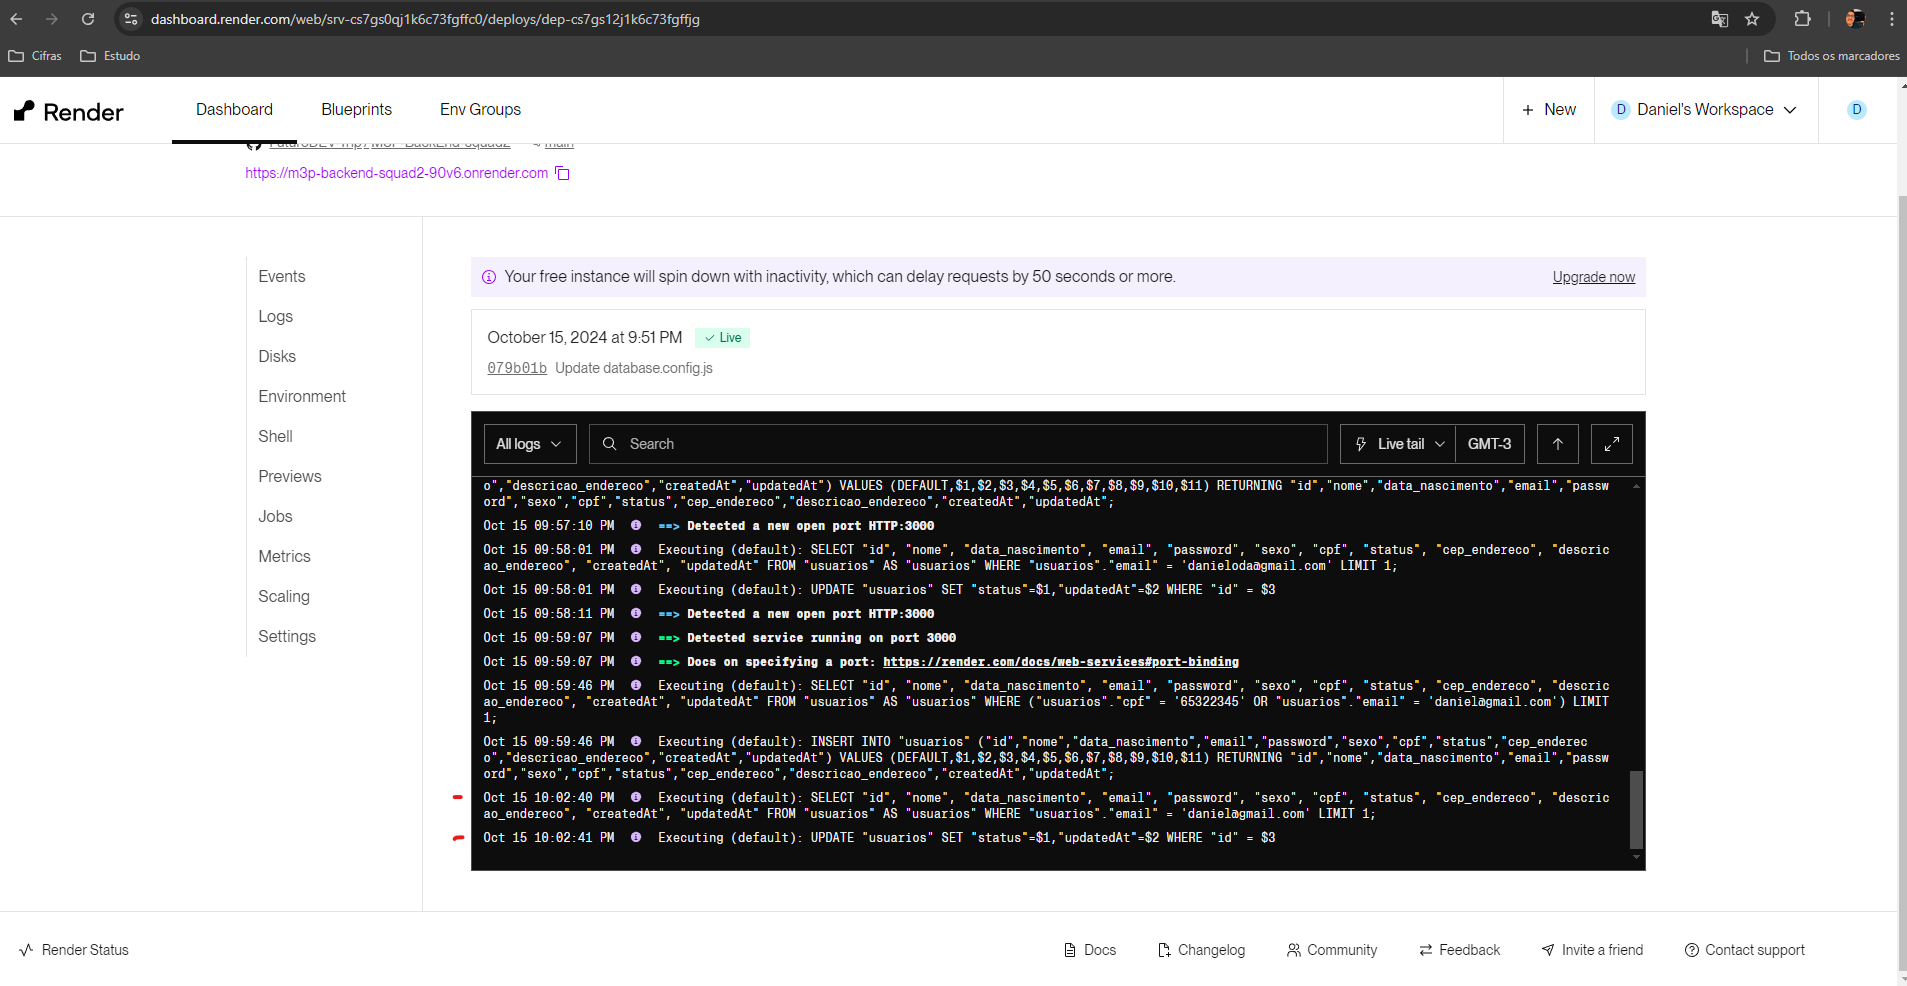 dashboard.render.com/web/srv-cs7gs0qj1k6c73fgffc0/deploys/dep-cs7gs12j1k6c73fgffjg
Cifras
Estudo
Todos os marcadores
Render
Dashboard
Blueprints
Env Groups
+ New
D Daniel's Workspace
D
main
https://m3p-backend-squad2-90v6.onrender.com
Events
Logs
Disks
Environment
Shell
Previews
Jobs
Metrics
Scaling
Settings
Your free instance will spin down with inactivity, which can delay requests by 50 seconds or more.
Upgrade now
October 15, 2024 at 9:51 PM
Live
079b01b Update database.config.js
All logs
Search
Live tail
GMT-3
o","descricao_endereco","createdAt","updatedAt") VALUES (DEFAULT,$1,$2,$3,$4,$5,$6,$7,$8,$9,$10,$11) RETURNING "id","nome","data_nascimento","email","passw
ord","sexo","cpf","status","cep_endereco","descricao_endereco","createdAt","updatedAt";
Oct 15 09:57:10 PM ==> Detected a new open port HTTP:3000
Oct 15 09:58:01 PM Executing (default): SELECT "id", "nome", "data_nascimento", "email", "password", "sexo", "cpf", "status", "cep_endereco", "descric
ao_endereco", "createdAt", "updatedAt" FROM "usuarios" AS "usuarios" WHERE "usuarios"."email" = 'danieloda@gmail.com' LIMIT 1;
Oct 15 09:58:01 PM Executing (default): UPDATE "usuarios" SET "status"=$1,"updatedAt"=$2 WHERE "id" = $3
Oct 15 09:58:11 PM ==> Detected a new open port HTTP:3000
Oct 15 09:59:07 PM ==> Detected service running on port 3000
Oct 15 09:59:07 PM ==> Docs on specifying a port: https://render.com/docs/web-services#port-binding
Oct 15 09:59:46 PM Executing (default): SELECT "id", "nome", "data_nascimento", "email", "password", "sexo", "cpf", "status", "cep_endereco", "descric
ao_endereco", "createdAt", "updatedAt" FROM "usuarios" AS "usuarios" WHERE ("usuarios"."cpf" = '65322345' OR "usuarios"."email" = 'daniel@gmail.com') LIMIT
1;
Oct 15 09:59:46 PM Executing (default): INSERT INTO "usuarios" ("id","nome","data_nascimento","email","password","sexo","cpf","status","cep_enderec
o","descricao_endereco","createdAt","updatedAt") VALUES (DEFAULT,$1,$2,$3,$4,$5,$6,$7,$8,$9,$10,$11) RETURNING "id","nome","data_nascimento","email","passw
ord","sexo","cpf","status","cep_endereco","descricao_endereco","createdAt","updatedAt";
Oct 15 10:02:40 PM Executing (default): SELECT "id", "nome", "data_nascimento", "email", "password", "sexo", "cpf", "status", "cep_endereco", "descric
ao_endereco", "createdAt", "updatedAt" FROM "usuarios" AS "usuarios" WHERE "usuarios"."email" = 'daniel@gmail.com' LIMIT 1;
Oct 15 10:02:41 PM Executing (default): UPDATE "usuarios" SET "status"=$1,"updatedAt"=$2 WHERE "id" = $3
Render Status
Docs
Changelog
Community
Feedback
Invite a friend
Contact support